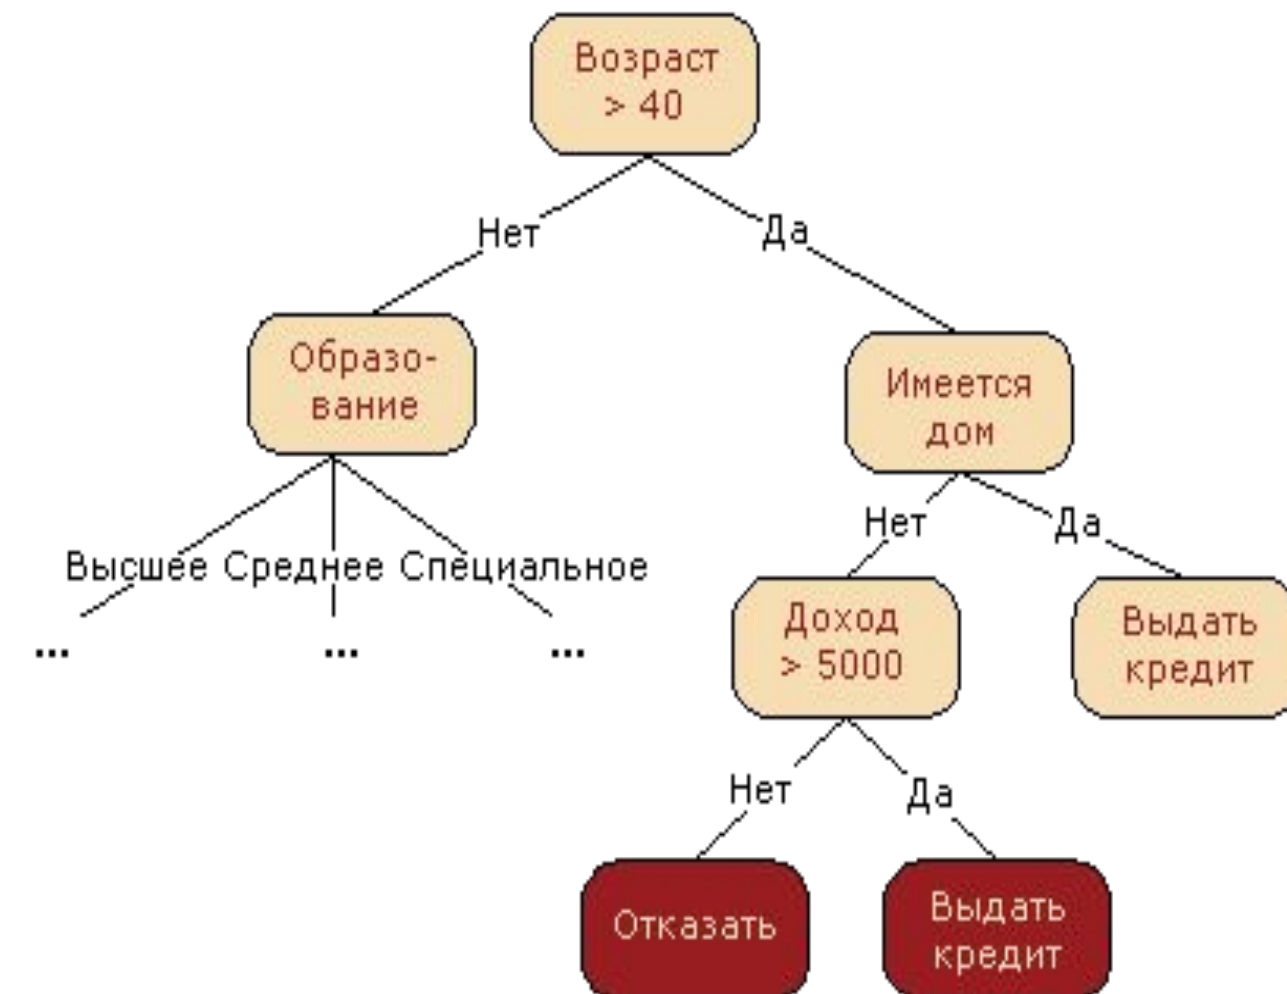 Возраст
> 40
Нет
Да
Образо-
вание
Имеется
дом
Высшее Среднее Специальное
... ... ...
Нет
Да
Доход
> 5000
Выдать
кредит
Нет
Да
Отказать
Выдать
кредит